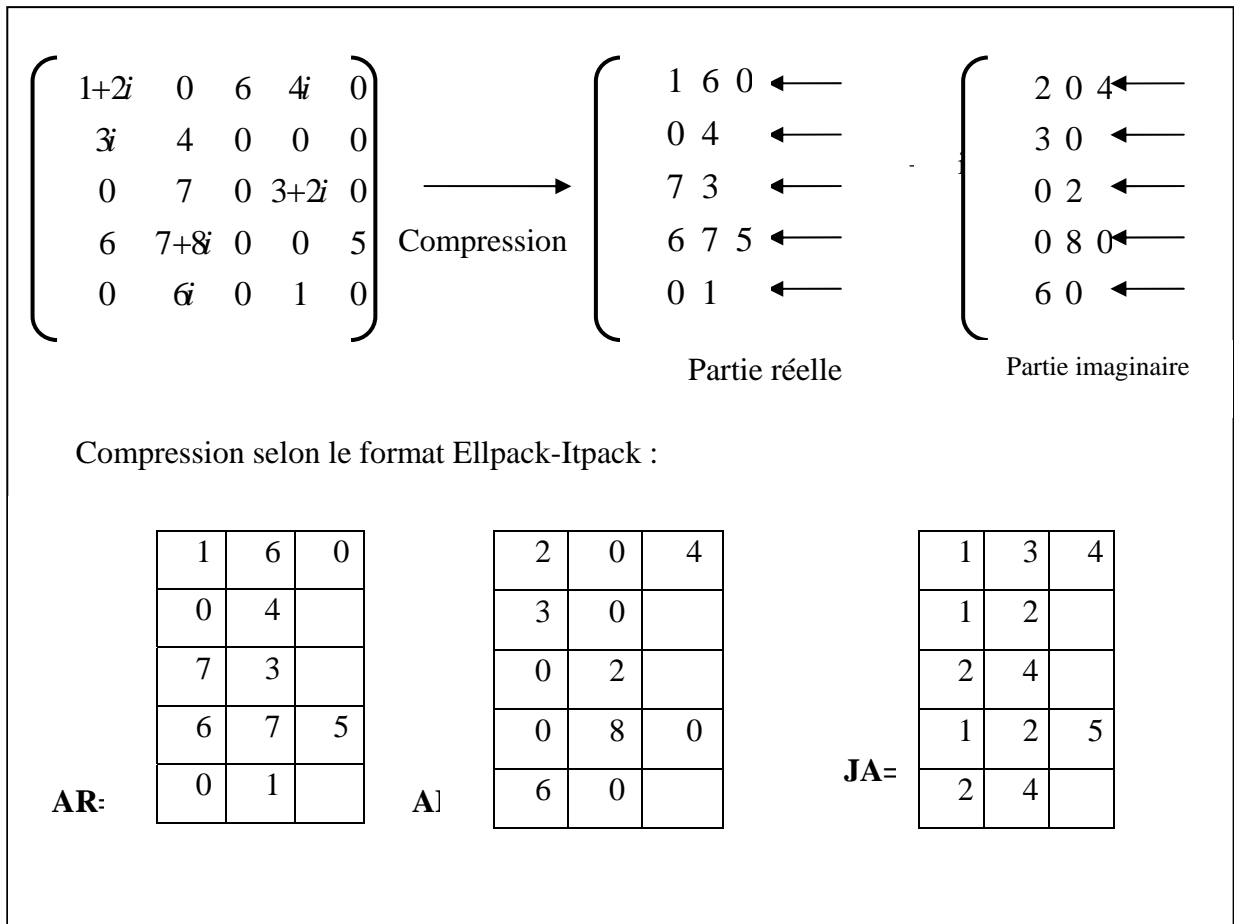 1+2i 0 6 4i 0 1 6 0 2 0 4
3i 4 0 0 0 0 4 3 0
0 7 0 3+2i 0 7 3 0 2
6 7+8i 0 0 5 Compression 6 7 5 0 8 0
0 6i 0 1 0 0 1 6 0
Partie réelle Partie imaginaire
Compression selon le format Ellpack-Itpack :
1 6 0 2 0 4 1 3 4
0 4 3 0 1 2
7 3 0 2 2 4
6 7 5 0 8 0 1 2 5
AR= 0 1 6 0 JA= 2 4